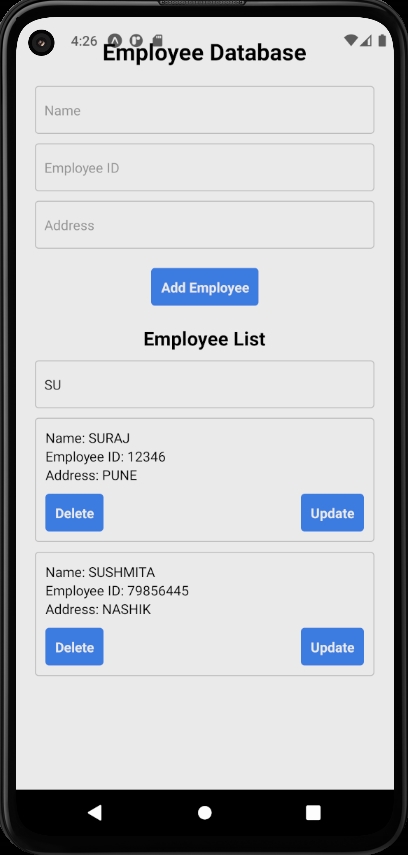 4:26
Employee Database
Name
Employee ID
Address
Add Employee
Employee List
SU
Name: SURAJ
Employee ID: 12346
Address: PUNE
Delete Update
Name: SUSHMITA
Employee ID: 79856445
Address: NASHIK
Delete Update